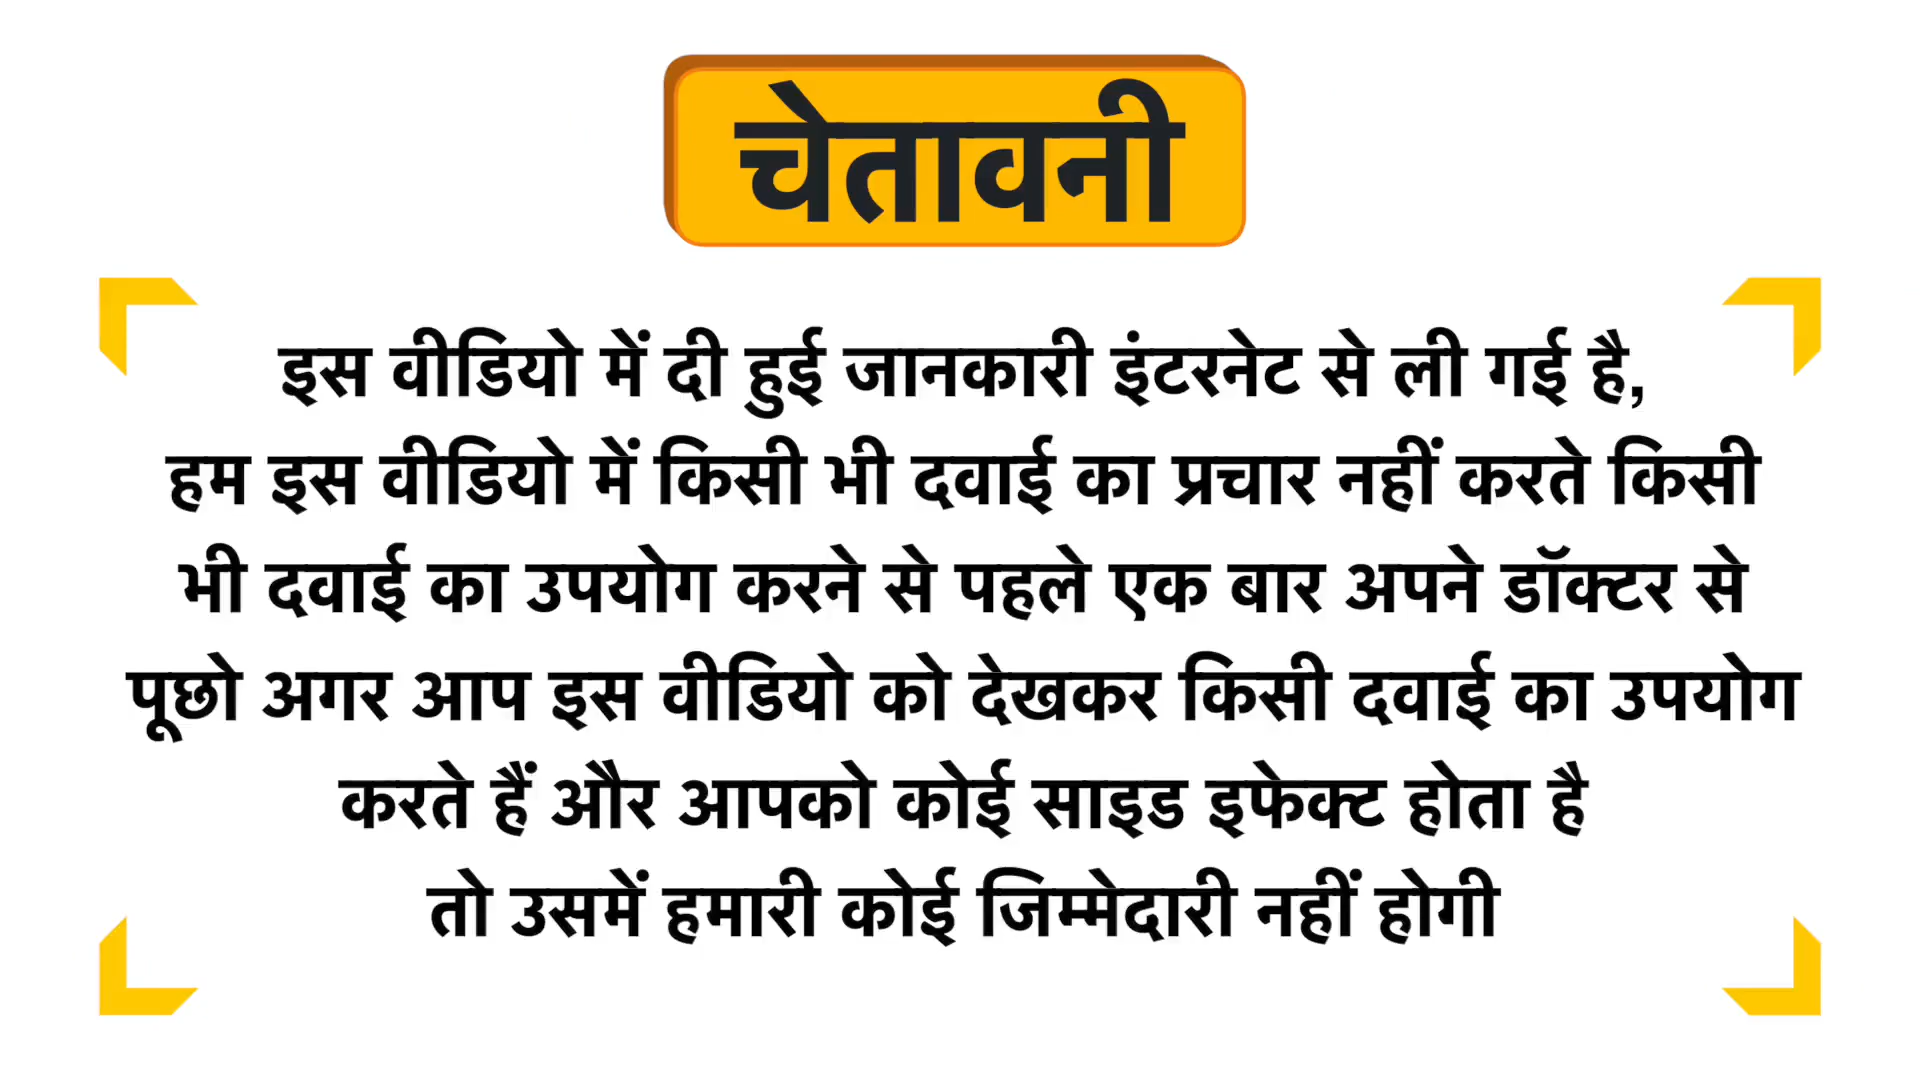 चेतावनी
इस वीडियो में दी हुई जानकारी इंटरनेट से ली गई है,
हम इस वीडियो में किसी भी दवाई का प्रचार नहीं करते किसी
भी दवाई का उपयोग करने से पहले एक बार अपने डॉक्टर से
पूछो अगर आप इस वीडियो को देखकर किसी दवाई का उपयोग
करते हैं और आपको कोई साइड इफेक्ट होता है
तो उसमें हमारी कोई जिम्मेदारी नहीं होगी